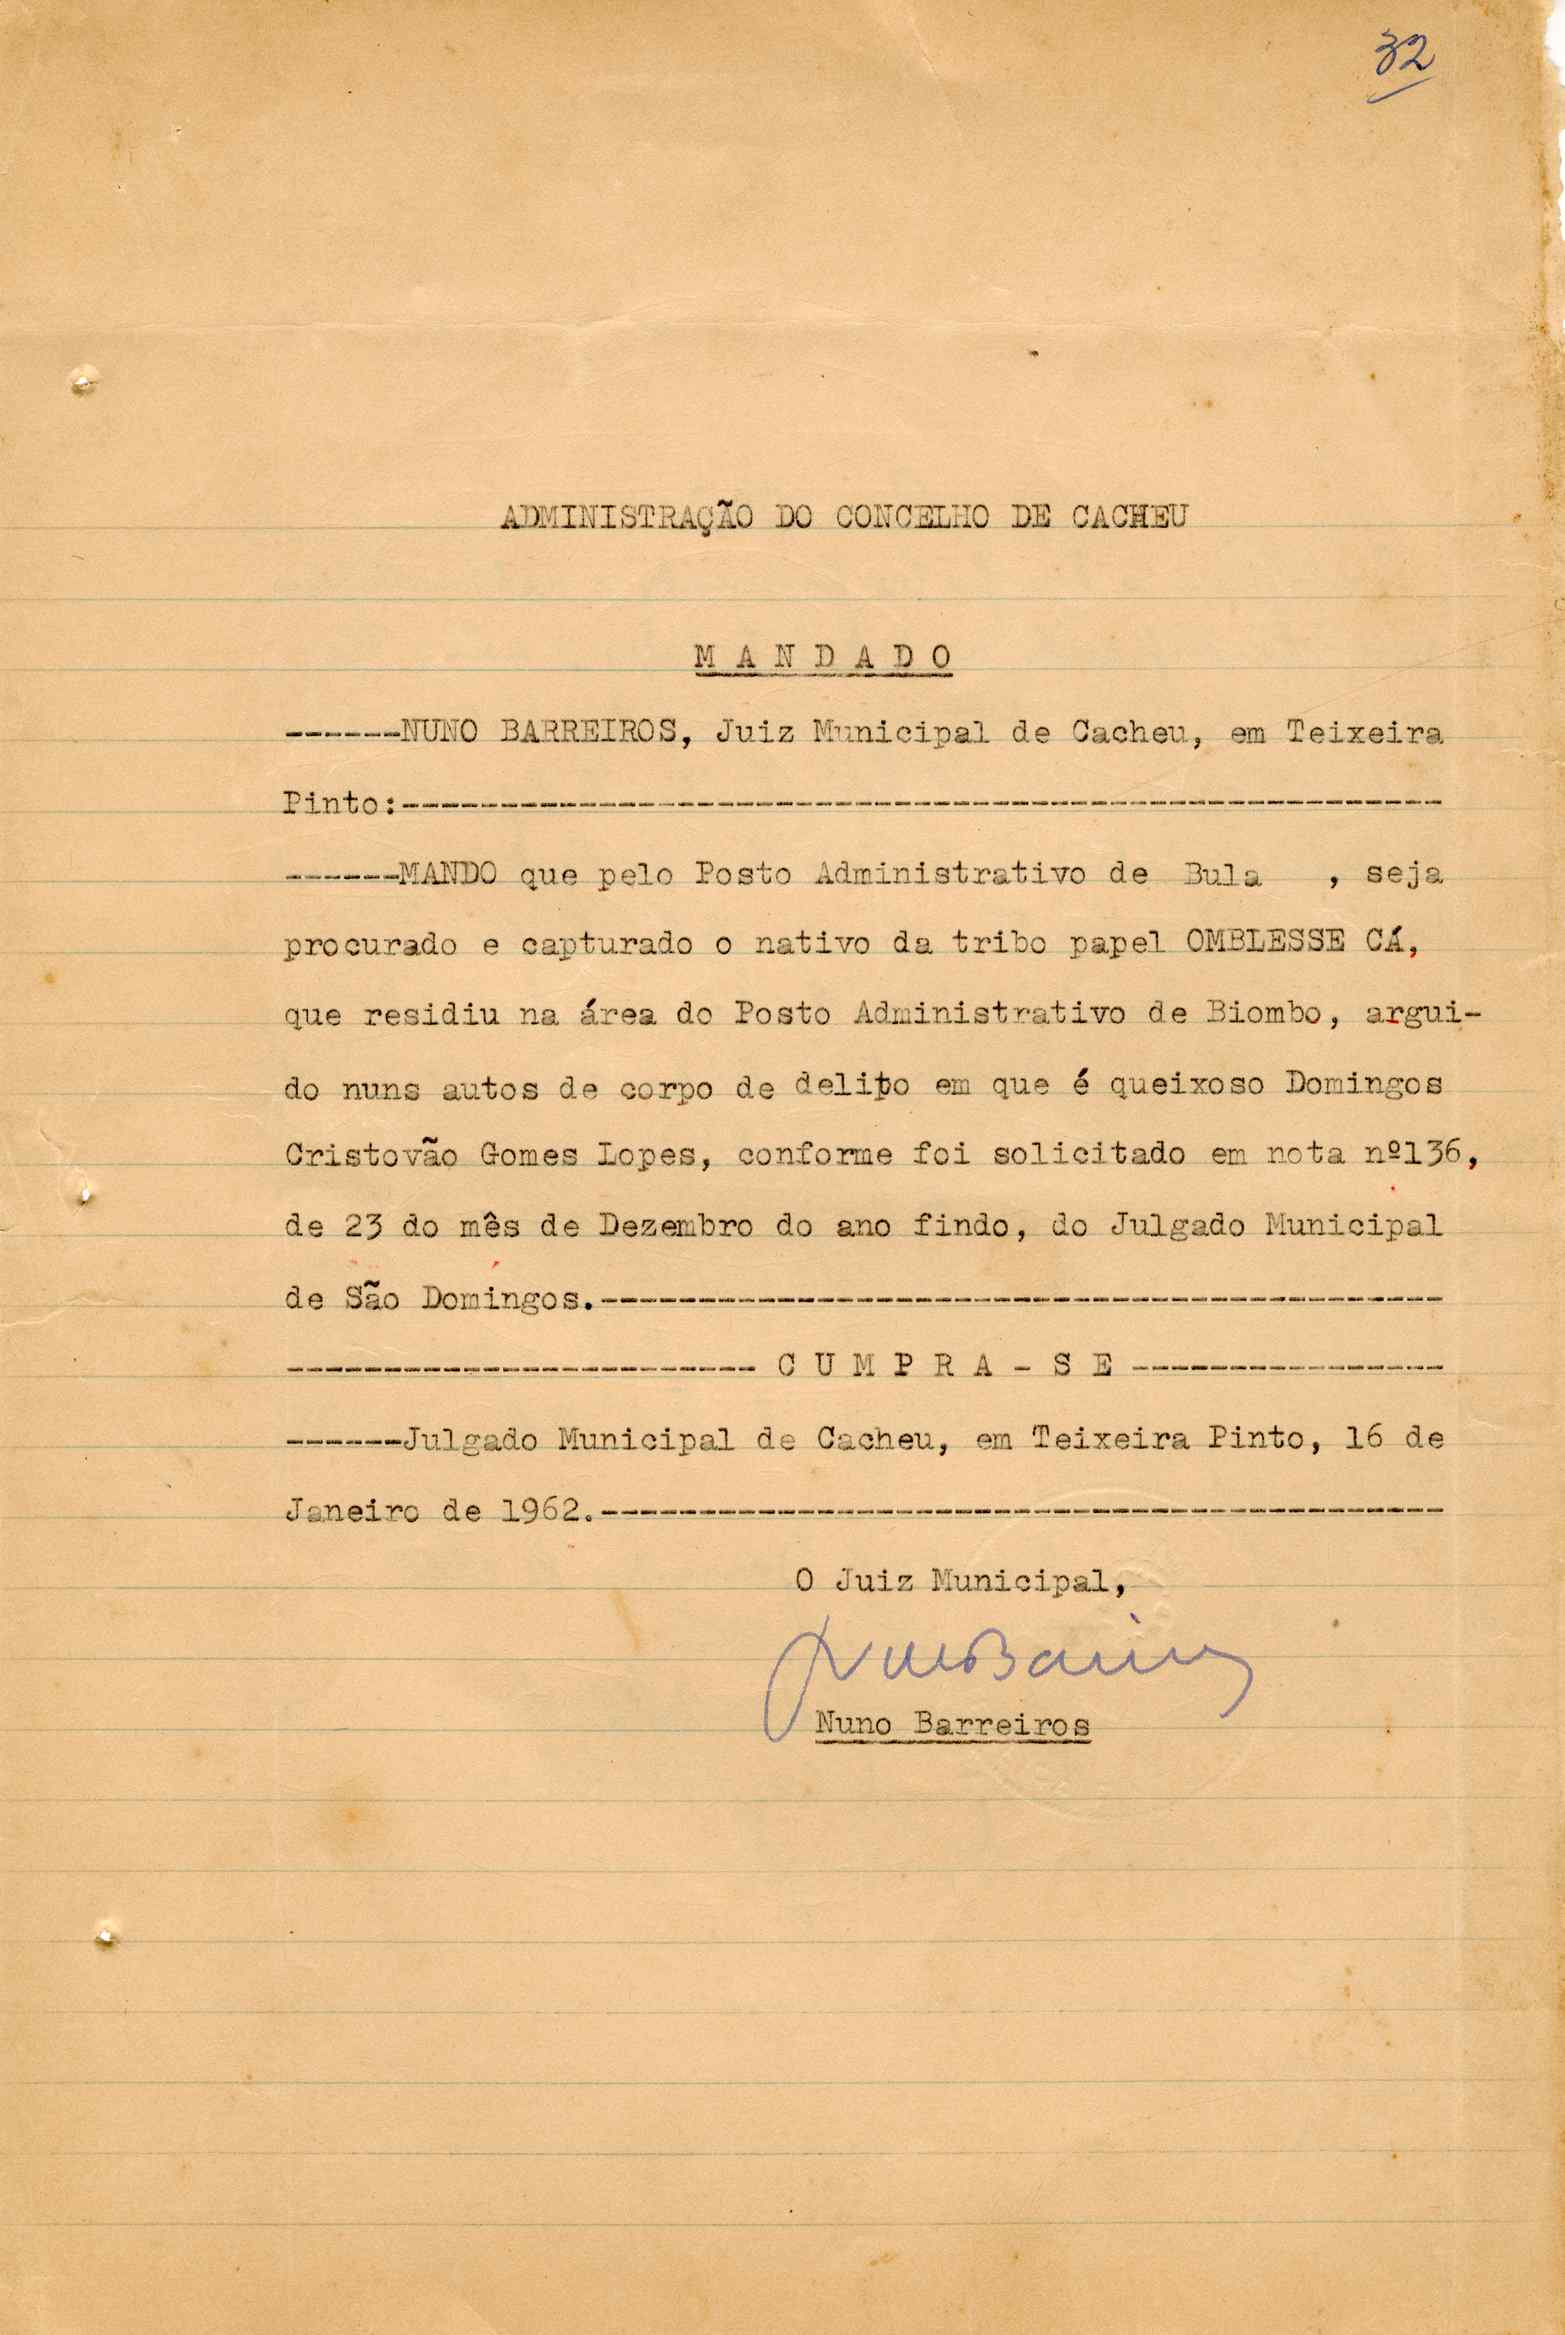 32
ADMINISTRAÇÃO DO CONCELHO DE CACHEU
M A N D A D O
------NUNO BARREIROS, Juiz Municipal de Cacheu, em Teixeira
Pinto:------------------------------------------------------
------MANDO que pelo Posto Administrativo de Bula , seja
procurado e capturado o nativo da tribo papel OMBLESSE CÁ,
que residiu na área do Posto Administrativo de Biombo, argui-
do nuns autos de corpo de delito em que é queixoso Domingos
Cristovão Gomes Lopes, conforme foi solicitado em nota nº136,
de 23 do mês de Dezembro do ano findo, do Julgado Municipal
de São Domingos.--------------------------------------------
------------------------ C U M P R A - S E ----------------
------Julgado Municipal de Cacheu, em Teixeira Pinto, 16 de
Janeiro de 1962.--------------------------------------------
O Juiz Municipal,
Nuno Barreiros